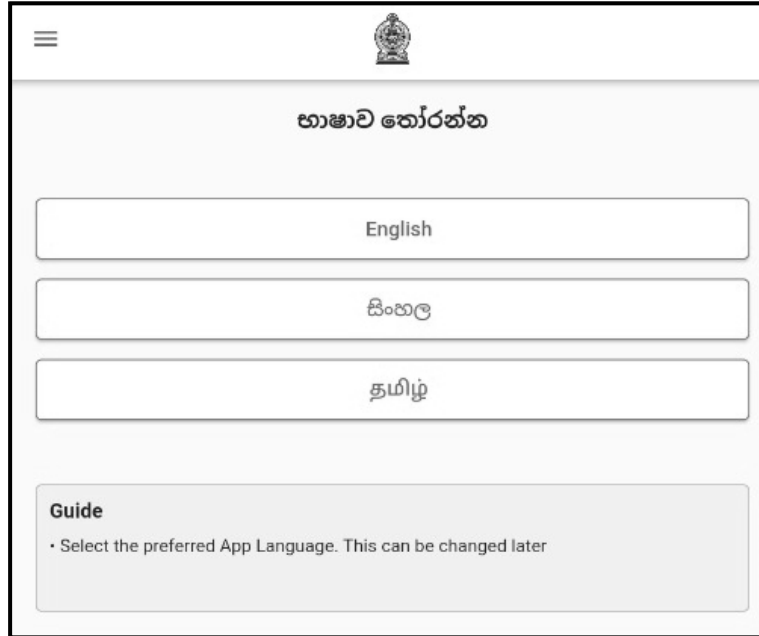 භාෂාව තෝරන්න
English
සිංහල
தமிழ்
Guide
• Select the preferred App Language. This can be changed later